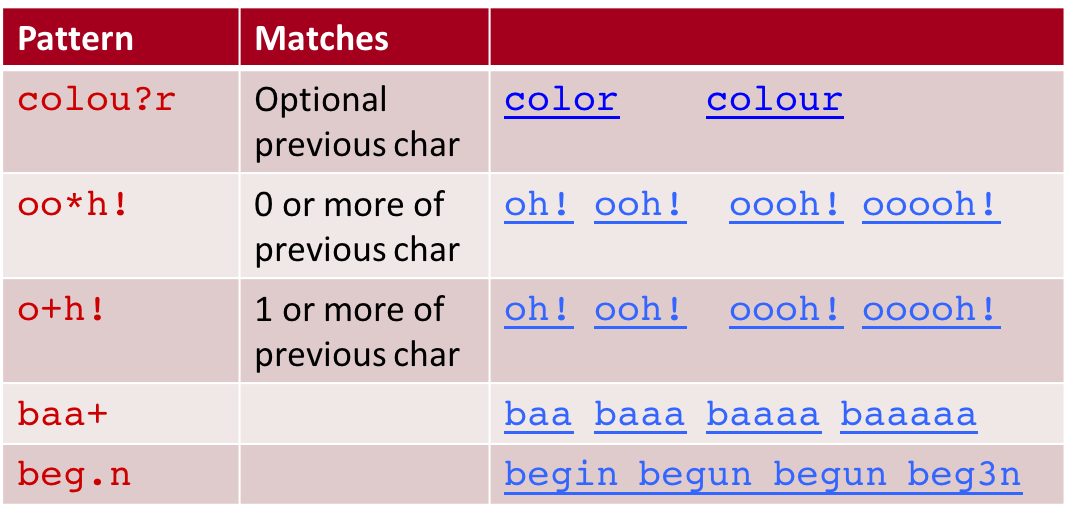 Pattern Matches
colou?r Optional previous char color colour
oo*h! 0 or more of previous char oh! ooh! oooh! ooooh!
o+h! 1 or more of previous char oh! ooh! oooh! ooooh!
baa+ baa baaa baaaa baaaaa
beg.n begin begun begun beg3n